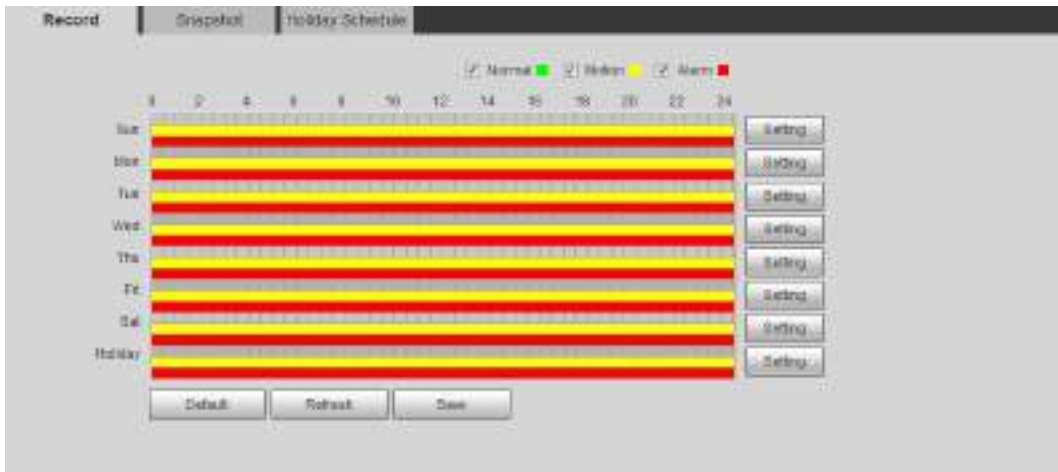 Record Snapshot Holiday Schedule
Normal Motion Alarm
0 2 4 6 8 10 12 14 16 18 20 22 24
Sun Setting
Mon Setting
Tue Setting
Wed Setting
Thu Setting
Fri Setting
Sat Setting
Holiday Setting
Default Refresh Save